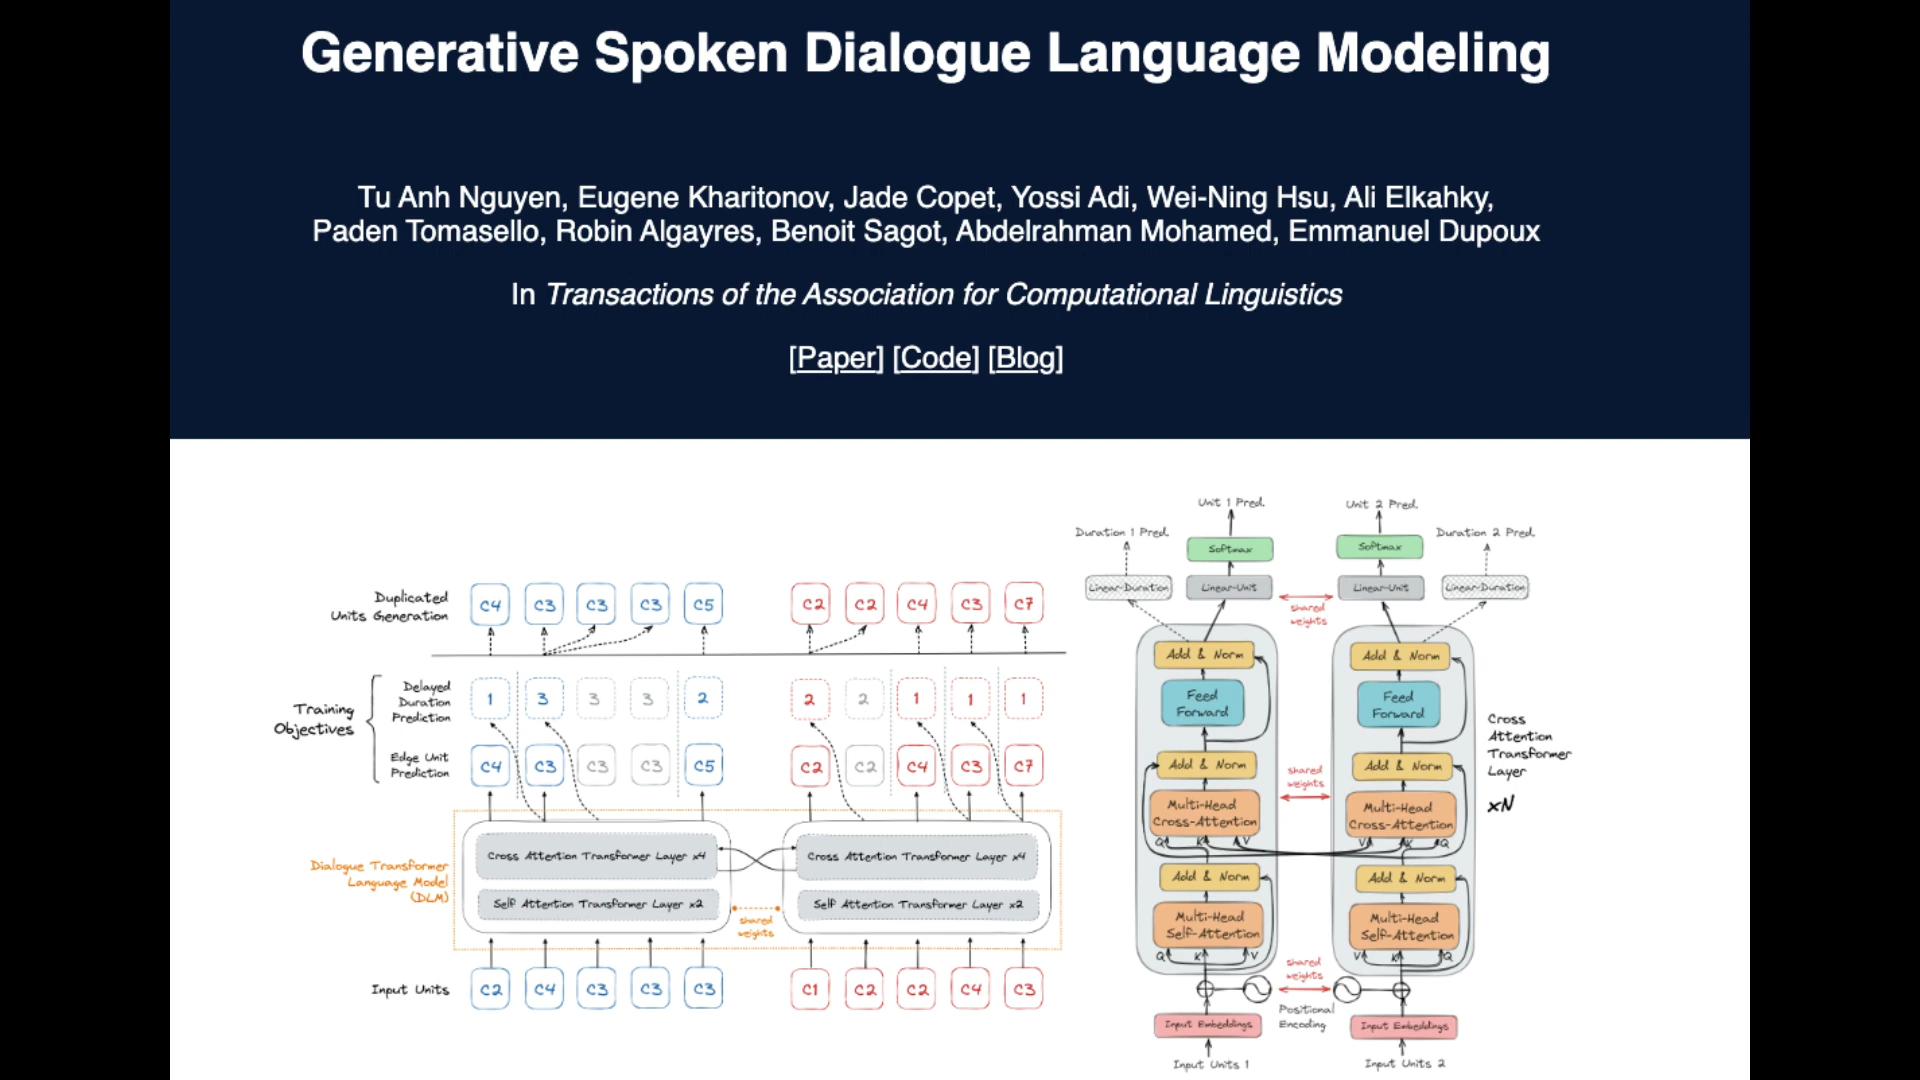 Generative Spoken Dialogue Language Modeling
Tu Anh Nguyen, Eugene Kharitonov, Jade Copet, Yossi Adi, Wei-Ning Hsu, Ali Elkahky,
Paden Tomasello, Robin Algayres, Benoit Sagot, Abdelrahman Mohamed, Emmanuel Dupoux
In Transactions of the Association for Computational Linguistics
[Paper] [Code] [Blog]
Duplicated
Units Generation
C4 C3 C3 C3 C5
C2 C2 C4 C3 C7
Training
Objectives
Delayed
Duration
Prediction
1 3 3 3 2
2 2 1 1 1
Edge Unit
Prediction
C4 C3 C3 C3 C5
C2 C2 C4 C3 C7
Dialogue Transformer
Language Model
(DLM)
Cross Attention Transformer Layer x4
Cross Attention Transformer Layer x4
Self Attention Transformer Layer x2
Self Attention Transformer Layer x2
shared
weights
Input Units
C2 C4 C3 C3 C3
C1 C2 C2 C4 C3
Unit 1 Pred.
Unit 2 Pred.
Duration 1 Pred.
Duration 2 Pred.
Softmax
Softmax
Linear-Duration
Linear-Unit
Linear-Unit
Linear-Duration
shared
weights
Add & Norm
Add & Norm
Feed
Forward
Feed
Forward
Cross
Attention
Transformer
Layer
xN
Add & Norm
Add & Norm
shared
weights
Multi-Head
Cross-Attention
Multi-Head
Cross-Attention
Q K V
V K Q
Add & Norm
Add & Norm
Multi-Head
Self-Attention
Multi-Head
Self-Attention
Q K V
V K Q
shared
weights
Positional
Encoding
Input Embeddings
Input Embeddings
Input Units 1
Input Units 2